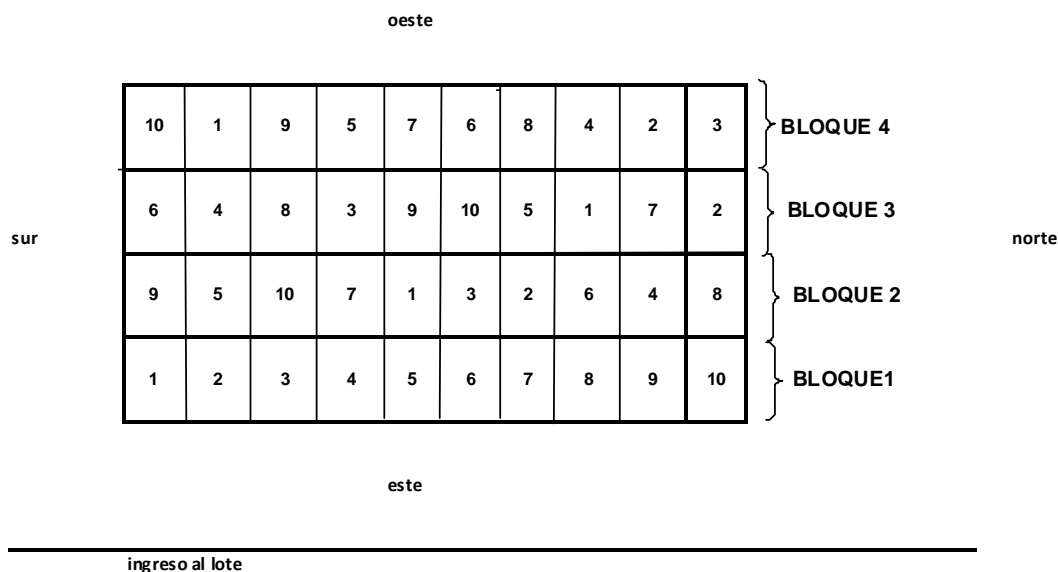 oeste
10 1 9 5 7 6 8 4 2 3 BLOQUE 4
6 4 8 3 9 10 5 1 7 2 BLOQUE 3
sur
norte
9 5 10 7 1 3 2 6 4 8 BLOQUE 2
1 2 3 4 5 6 7 8 9 10 BLOQUE1
este
ingreso al lote